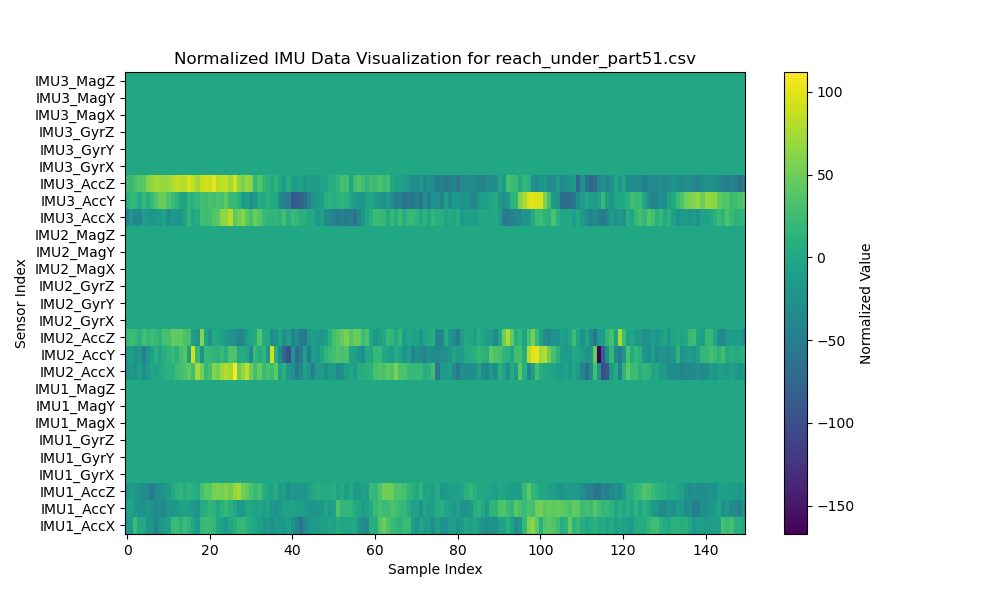 Normalized IMU Data Visualization for reach_under_part51.csv
IMU3_MagZ
IMU3_MagY
IMU3_MagX
IMU3_GyrZ
IMU3_GyrY
IMU3_GyrX
IMU3_AccZ
IMU3_AccY
IMU3_AccX
IMU2_MagZ
IMU2_MagY
IMU2_MagX
IMU2_GyrZ
IMU2_GyrY
IMU2_GyrX
IMU2_AccZ
IMU2_AccY
IMU2_AccX
IMU1_MagZ
IMU1_MagY
IMU1_MagX
IMU1_GyrZ
IMU1_GyrY
IMU1_GyrX
IMU1_AccZ
IMU1_AccY
IMU1_AccX
Sensor Index
0 20 40 60 80 100 120 140
Sample Index
100
50
0
−50
−100
−150
Normalized Value